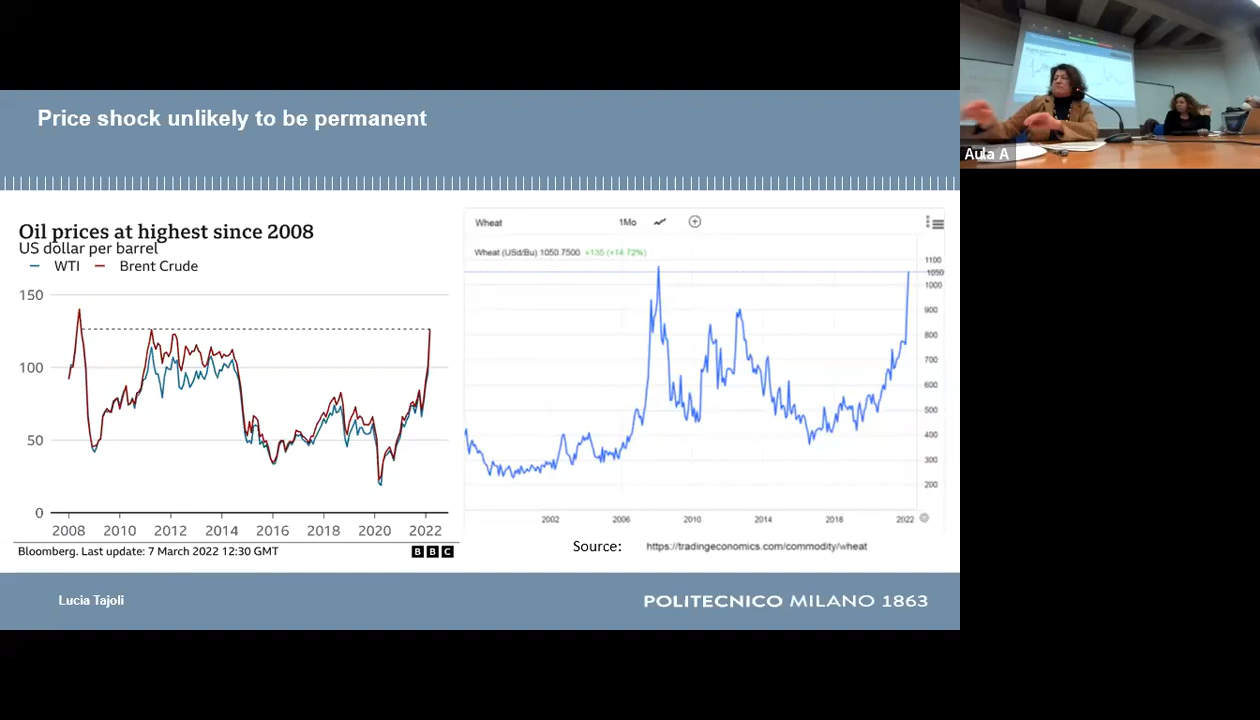 Price shock unlikely to be permanent
Oil prices at highest since 2008
US dollar per barrel
WTI Brent Crude
150
100
50
0
2008 2010 2012 2014 2016 2018 2020 2022
Bloomberg. Last update: 7 March 2022 12:30 GMT
BBC
Wheat 1Mo
Wheat (USd/Bu) 1050.7500 +135 (+14.72%)
1100
1050
1000
900
800
700
600
500
400
300
200
2002 2006 2010 2014 2018 2022
Source: https://tradingeconomics.com/commodity/wheat
Lucia Tajoli
POLITECNICO MILANO 1863
Aula A